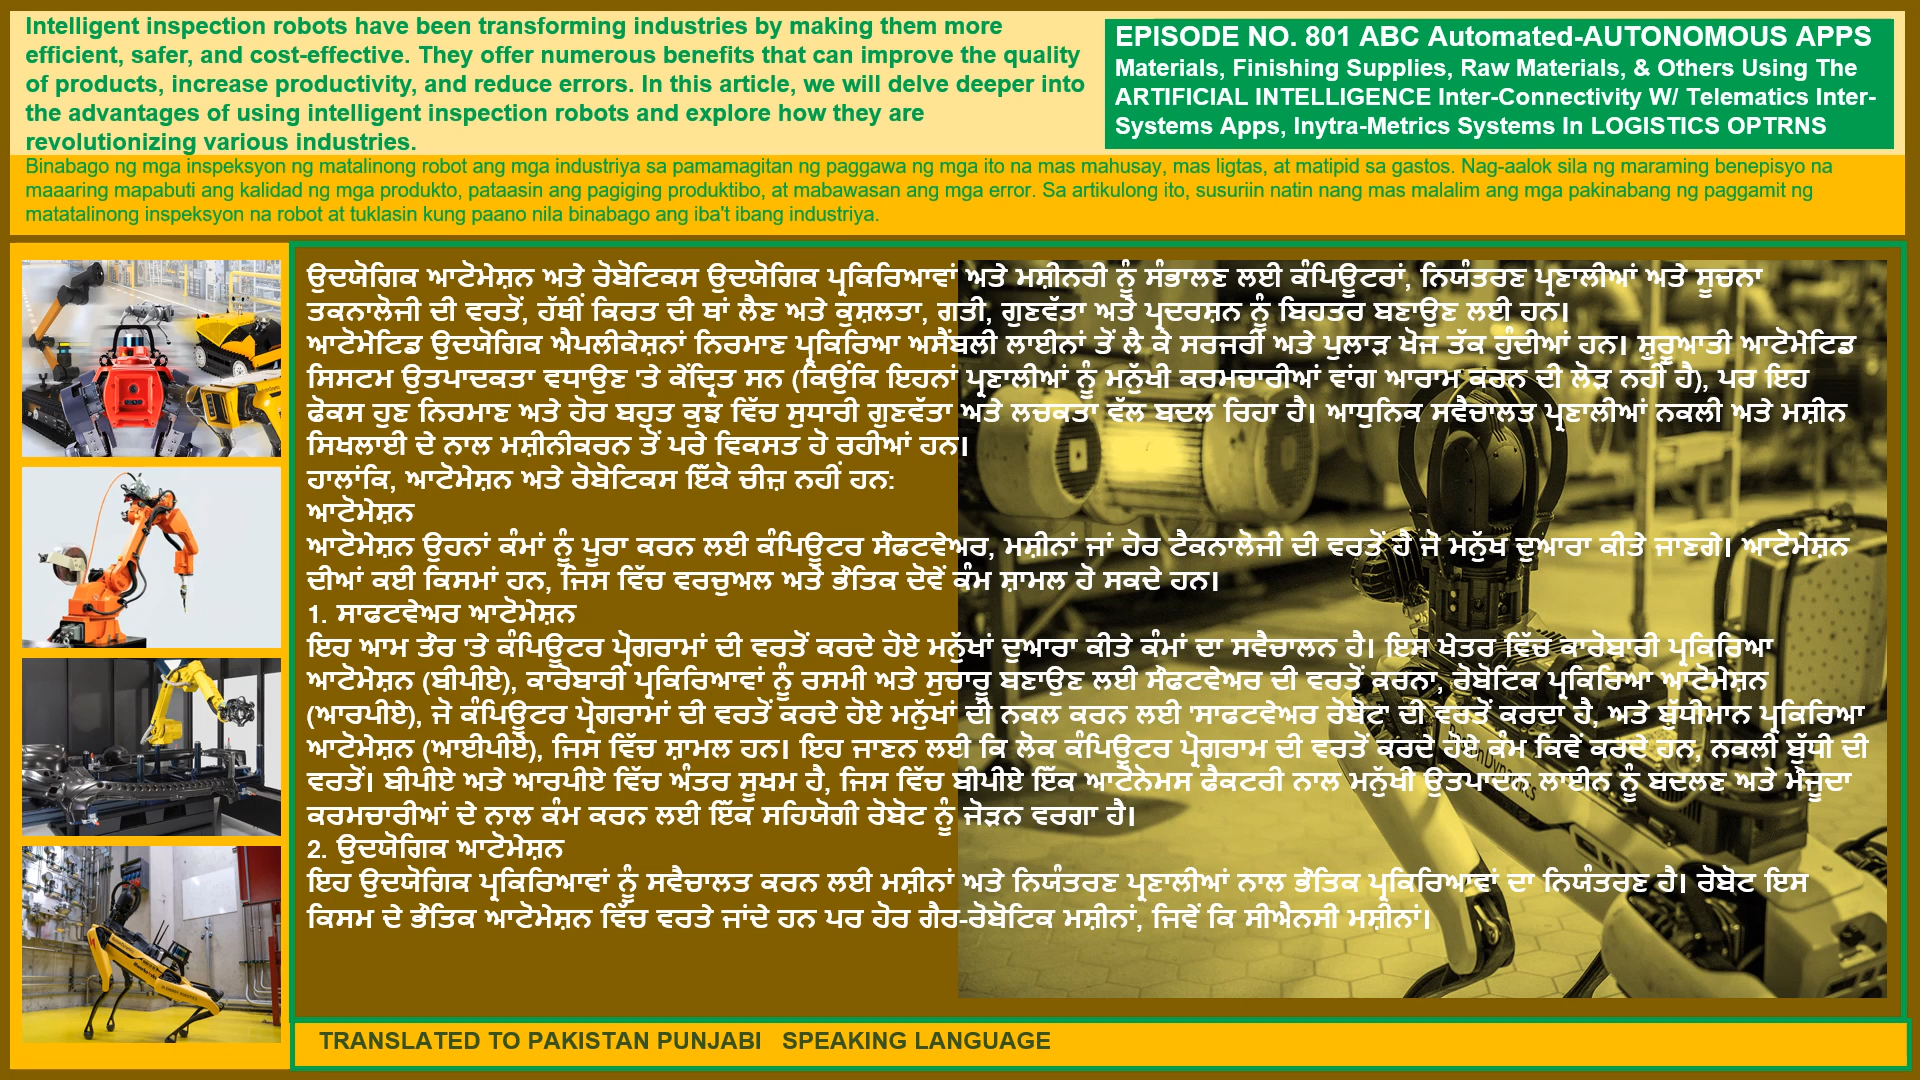 Intelligent inspection robots have been transforming industries by making them more
efficient, safer, and cost-effective. They offer numerous benefits that can improve the quality
of products, increase productivity, and reduce errors. In this article, we will delve deeper into
the advantages of using intelligent inspection robots and explore how they are
revolutionizing various industries.
EPISODE NO. 801 ABC Automated-AUTONOMOUS APPS
Materials, Finishing Supplies, Raw Materials, & Others Using The
ARTIFICIAL INTELLIGENCE Inter-Connectivity W/ Telematics Inter-
Systems Apps, Inytra-Metrics Systems In LOGISTICS OPTRNS
Binabago ng mga inspeksyon ng matalinong robot ang mga industriya sa pamamagitan ng paggawa ng mga ito na mas mahusay, mas ligtas, at matipid sa gastos. Nag-aalok sila ng maraming benepisyo na
maaaring mapabuti ang kalidad ng mga produkto, pataasin ang pagiging produktibo, at mabawasan ang mga error. Sa artikulong ito, susuriin natin nang mas malalim ang mga pakinabang ng paggamit ng
matatalinong inspeksyon na robot at tuklasin kung paano nila binabago ang iba't ibang industriya.
ਉਦਯੋਗਿਕ ਆਟੋਮੇਸ਼ਨ ਅਤੇ ਰੋਬੋਟਿਕਸ ਉਦਯੋਗਿਕ ਪ੍ਰਕਿਰਿਆਵਾਂ ਅਤੇ ਮਸ਼ੀਨਰੀ ਨੂੰ ਸੰਭਾਲਣ ਲਈ ਕੰਪਿਊਟਰਾਂ, ਨਿਯੰਤਰਣ ਪ੍ਰਣਾਲੀਆਂ ਅਤੇ ਸੂਚਨਾ
ਤਕਨਾਲੋਜੀ ਦੀ ਵਰਤੋਂ, ਹੱਥੀਂ ਕਿਰਤ ਦੀ ਥਾਂ ਲੈਣ ਅਤੇ ਕੁਸ਼ਲਤਾ, ਗਤੀ, ਗੁਣਵੱਤਾ ਅਤੇ ਪ੍ਰਦਰਸ਼ਨ ਨੂੰ ਬਿਹਤਰ ਬਣਾਉਣ ਲਈ ਹਨ।
ਆਟੋਮੇਟਿਡ ਉਦਯੋਗਿਕ ਐਪਲੀਕੇਸ਼ਨਾਂ ਨਿਰਮਾਣ ਪ੍ਰਕਿਰਿਆ ਅਸੈਂਬਲੀ ਲਾਈਨਾਂ ਤੋਂ ਲੈ ਕੇ ਸਰਜਰੀ ਅਤੇ ਪੁਲਾੜ ਖੋਜ ਤੱਕ ਹੁੰਦੀਆਂ ਹਨ। ਸ਼ੁਰੂਆਤੀ ਆਟੋਮੇਟਿਡ
ਸਿਸਟਮ ਉਤਪਾਦਕਤਾ ਵਧਾਉਣ 'ਤੇ ਕੇਂਦ੍ਰਿਤ ਸਨ (ਕਿਉਂਕਿ ਇਹਨਾਂ ਪ੍ਰਣਾਲੀਆਂ ਨੂੰ ਮਨੁੱਖੀ ਕਰਮਚਾਰੀਆਂ ਵਾਂਗ ਆਰਾਮ ਕਰਨ ਦੀ ਲੋੜ ਨਹੀਂ ਹੈ), ਪਰ ਇਹ
ਫੋਕਸ ਹੁਣ ਨਿਰਮਾਣ ਅਤੇ ਹੋਰ ਬਹੁਤ ਕੁਝ ਵਿੱਚ ਸੁਧਾਰੀ ਗੁਣਵੱਤਾ ਅਤੇ ਲਚਕਤਾ ਵੱਲ ਬਦਲ ਰਿਹਾ ਹੈ। ਆਧੁਨਿਕ ਸਵੈਚਾਲਤ ਪ੍ਰਣਾਲੀਆਂ ਨਕਲੀ ਅਤੇ ਮਸ਼ੀਨ
ਸਿਖਲਾਈ ਦੇ ਨਾਲ ਮਸ਼ੀਨੀਕਰਨ ਤੋਂ ਪਰੇ ਵਿਕਸਤ ਹੋ ਰਹੀਆਂ ਹਨ।
ਹਾਲਾਂਕਿ, ਆਟੋਮੇਸ਼ਨ ਅਤੇ ਰੋਬੋਟਿਕਸ ਇੱਕੋ ਚੀਜ਼ ਨਹੀਂ ਹਨ:
ਆਟੋਮੇਸ਼ਨ
ਆਟੋਮੇਸ਼ਨ ਉਹਨਾਂ ਕੰਮਾਂ ਨੂੰ ਪੂਰਾ ਕਰਨ ਲਈ ਕੰਪਿਊਟਰ ਸੌਫਟਵੇਅਰ, ਮਸ਼ੀਨਾਂ ਜਾਂ ਹੋਰ ਟੈਕਨਾਲੋਜੀ ਦੀ ਵਰਤੋਂ ਹੈ ਜੋ ਮਨੁੱਖ ਦੁਆਰਾ ਕੀਤੇ ਜਾਣਗੇ। ਆਟੋਮੇਸ਼ਨ
ਦੀਆਂ ਕਈ ਕਿਸਮਾਂ ਹਨ, ਜਿਸ ਵਿੱਚ ਵਰਚੁਅਲ ਅਤੇ ਭੌਤਿਕ ਦੋਵੇਂ ਕੰਮ ਸ਼ਾਮਲ ਹੋ ਸਕਦੇ ਹਨ।
1. ਸਾਫਟਵੇਅਰ ਆਟੋਮੇਸ਼ਨ
ਇਹ ਆਮ ਤੌਰ 'ਤੇ ਕੰਪਿਊਟਰ ਪ੍ਰੋਗਰਾਮਾਂ ਦੀ ਵਰਤੋਂ ਕਰਦੇ ਹੋਏ ਮਨੁੱਖਾਂ ਦੁਆਰਾ ਕੀਤੇ ਕੰਮਾਂ ਦਾ ਸਵੈਚਾਲਨ ਹੈ। ਇਸ ਖੇਤਰ ਵਿੱਚ ਕਾਰੋਬਾਰੀ ਪ੍ਰਕਿਰਿਆ
ਆਟੋਮੇਸ਼ਨ (ਬੀਪੀਏ), ਕਾਰੋਬਾਰੀ ਪ੍ਰਕਿਰਿਆਵਾਂ ਨੂੰ ਰਸਮੀ ਅਤੇ ਸੁਚਾਰੂ ਬਣਾਉਣ ਲਈ ਸੌਫਟਵੇਅਰ ਦੀ ਵਰਤੋਂ ਕਰਨਾ, ਰੋਬੋਟਿਕ ਪ੍ਰਕਿਰਿਆ ਆਟੋਮੇਸ਼ਨ
(ਆਰਪੀਏ), ਜੋ ਕੰਪਿਊਟਰ ਪ੍ਰੋਗਰਾਮਾਂ ਦੀ ਵਰਤੋਂ ਕਰਦੇ ਹੋਏ ਮਨੁੱਖਾਂ ਦੀ ਨਕਲ ਕਰਨ ਲਈ 'ਸਾਫਟਵੇਅਰ ਰੋਬੋਟ' ਦੀ ਵਰਤੋਂ ਕਰਦਾ ਹੈ, ਅਤੇ ਬੁੱਧੀਮਾਨ ਪ੍ਰਕਿਰਿਆ
ਆਟੋਮੇਸ਼ਨ (ਆਈਪੀਏ), ਜਿਸ ਵਿੱਚ ਸ਼ਾਮਲ ਹਨ। ਇਹ ਜਾਣਨ ਲਈ ਕਿ ਲੋਕ ਕੰਪਿਊਟਰ ਪ੍ਰੋਗਰਾਮ ਦੀ ਵਰਤੋਂ ਕਰਦੇ ਹੋਏ ਕੰਮ ਕਿਵੇਂ ਕਰਦੇ ਹਨ, ਨਕਲੀ ਬੁੱਧੀ ਦੀ
ਵਰਤੋਂ। ਬੀਪੀਏ ਅਤੇ ਆਰਪੀਏ ਵਿੱਚ ਅੰਤਰ ਸੂਖਮ ਹੈ, ਜਿਸ ਵਿੱਚ ਬੀਪੀਏ ਇੱਕ ਆਟੋਨੋਮਸ ਫੈਕਟਰੀ ਨਾਲ ਮਨੁੱਖੀ ਉਤਪਾਦਨ ਲਾਈਨ ਨੂੰ ਬਦਲਣ ਅਤੇ ਮੌਜੂਦਾ
ਕਰਮਚਾਰੀਆਂ ਦੇ ਨਾਲ ਕੰਮ ਕਰਨ ਲਈ ਇੱਕ ਸਹਿਯੋਗੀ ਰੋਬੋਟ ਨੂੰ ਜੋੜਨ ਵਰਗਾ ਹੈ।
2. ਉਦਯੋਗਿਕ ਆਟੋਮੇਸ਼ਨ
ਇਹ ਉਦਯੋਗਿਕ ਪ੍ਰਕਿਰਿਆਵਾਂ ਨੂੰ ਸਵੈਚਾਲਤ ਕਰਨ ਲਈ ਮਸ਼ੀਨਾਂ ਅਤੇ ਨਿਯੰਤਰਣ ਪ੍ਰਣਾਲੀਆਂ ਨਾਲ ਭੌਤਿਕ ਪ੍ਰਕਿਰਿਆਵਾਂ ਦਾ ਨਿਯੰਤਰਣ ਹੈ। ਰੋਬੋਟ ਇਸ
ਕਿਸਮ ਦੇ ਭੌਤਿਕ ਆਟੋਮੇਸ਼ਨ ਵਿੱਚ ਵਰਤੇ ਜਾਂਦੇ ਹਨ ਪਰ ਹੋਰ ਗੈਰ-ਰੋਬੋਟਿਕ ਮਸ਼ੀਨਾਂ, ਜਿਵੇਂ ਕਿ ਸੀਐਨਸੀ ਮਸ਼ੀਨਾਂ।
TRANSLATED TO PAKISTAN PUNJABI SPEAKING LANGUAGE